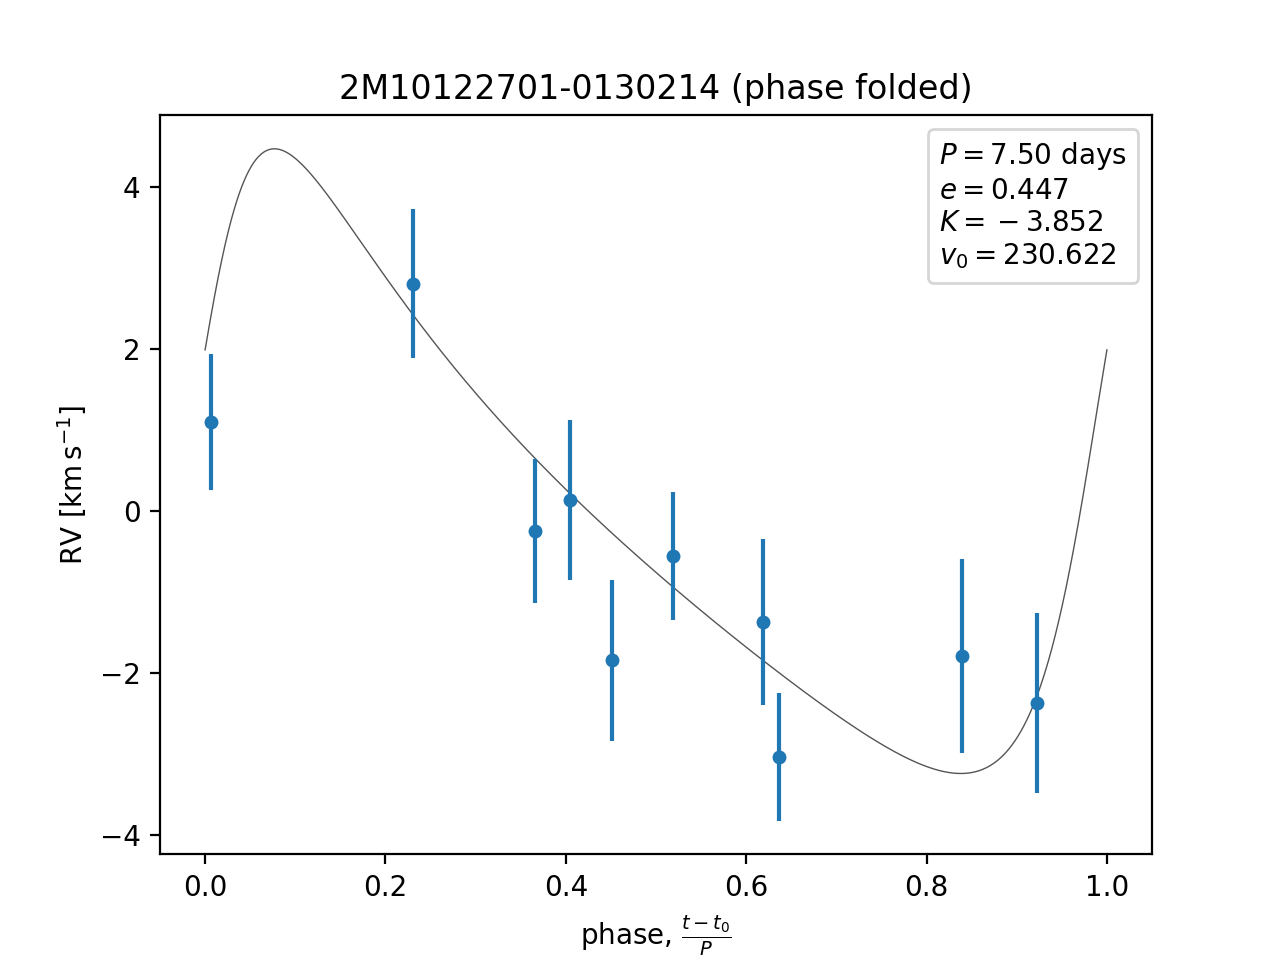 2M10122701-0130214 (phase folded)
P = 7.50 days
e = 0.447
K = −3.852
v₀ = 230.622
4
2
0
−2
−4
RV [km s⁻¹]
0.0 0.2 0.4 0.6 0.8 1.0
phase, (t − t₀)/P